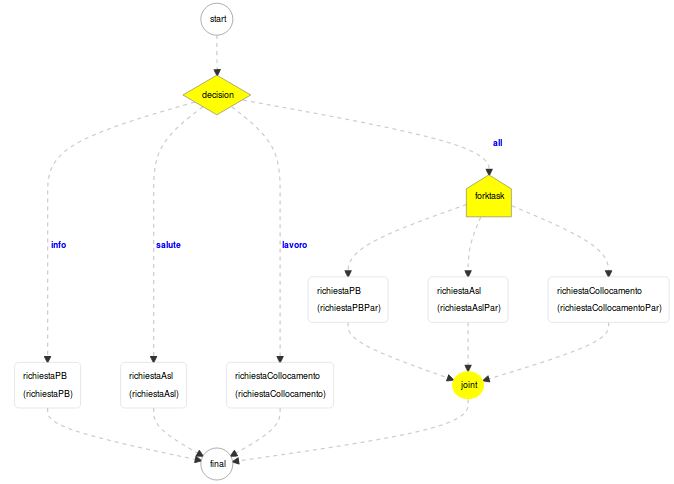 start
decision
all
forktask
info
salute
lavoro
richiestaPB
(richiestaPBPar)
richiestaAsl
(richiestaAslPar)
richiestaCollocamento
(richiestaCollocamentoPar)
richiestaPB
(richiestaPB)
richiestaAsl
(richiestaAsl)
richiestaCollocamento
(richiestaCollocamento)
joint
final